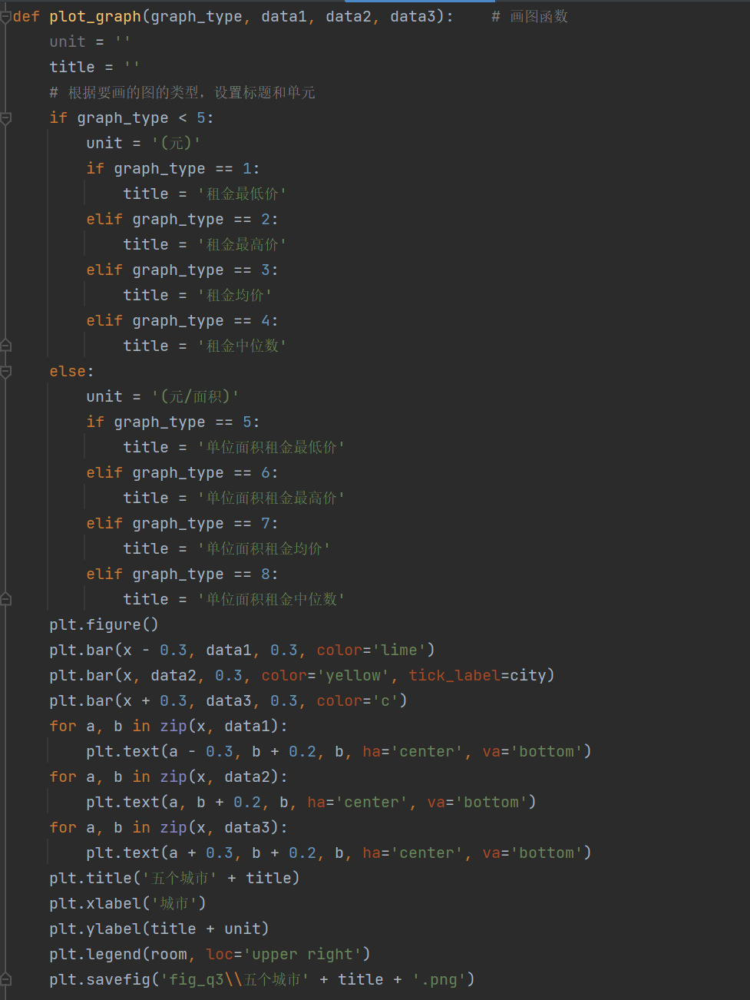 def plot_graph(graph_type, data1, data2, data3):    # 画图函数
    unit = ''
    title = ''
    # 根据要画的图的类型，设置标题和单元
    if graph_type < 5:
        unit = '(元)'
        if graph_type == 1:
            title = '租金最低价'
        elif graph_type == 2:
            title = '租金最高价'
        elif graph_type == 3:
            title = '租金均价'
        elif graph_type == 4:
            title = '租金中位数'
    else:
        unit = '(元/面积)'
        if graph_type == 5:
            title = '单位面积租金最低价'
        elif graph_type == 6:
            title = '单位面积租金最高价'
        elif graph_type == 7:
            title = '单位面积租金均价'
        elif graph_type == 8:
            title = '单位面积租金中位数'
    plt.figure()
    plt.bar(x - 0.3, data1, 0.3, color='lime')
    plt.bar(x, data2, 0.3, color='yellow', tick_label=city)
    plt.bar(x + 0.3, data3, 0.3, color='c')
    for a, b in zip(x, data1):
        plt.text(a - 0.3, b + 0.2, b, ha='center', va='bottom')
    for a, b in zip(x, data2):
        plt.text(a, b + 0.2, b, ha='center', va='bottom')
    for a, b in zip(x, data3):
        plt.text(a + 0.3, b + 0.2, b, ha='center', va='bottom')
    plt.title('五个城市' + title)
    plt.xlabel('城市')
    plt.ylabel(title + unit)
    plt.legend(room, loc='upper right')
    plt.savefig('fig_q3\\五个城市' + title + '.png')